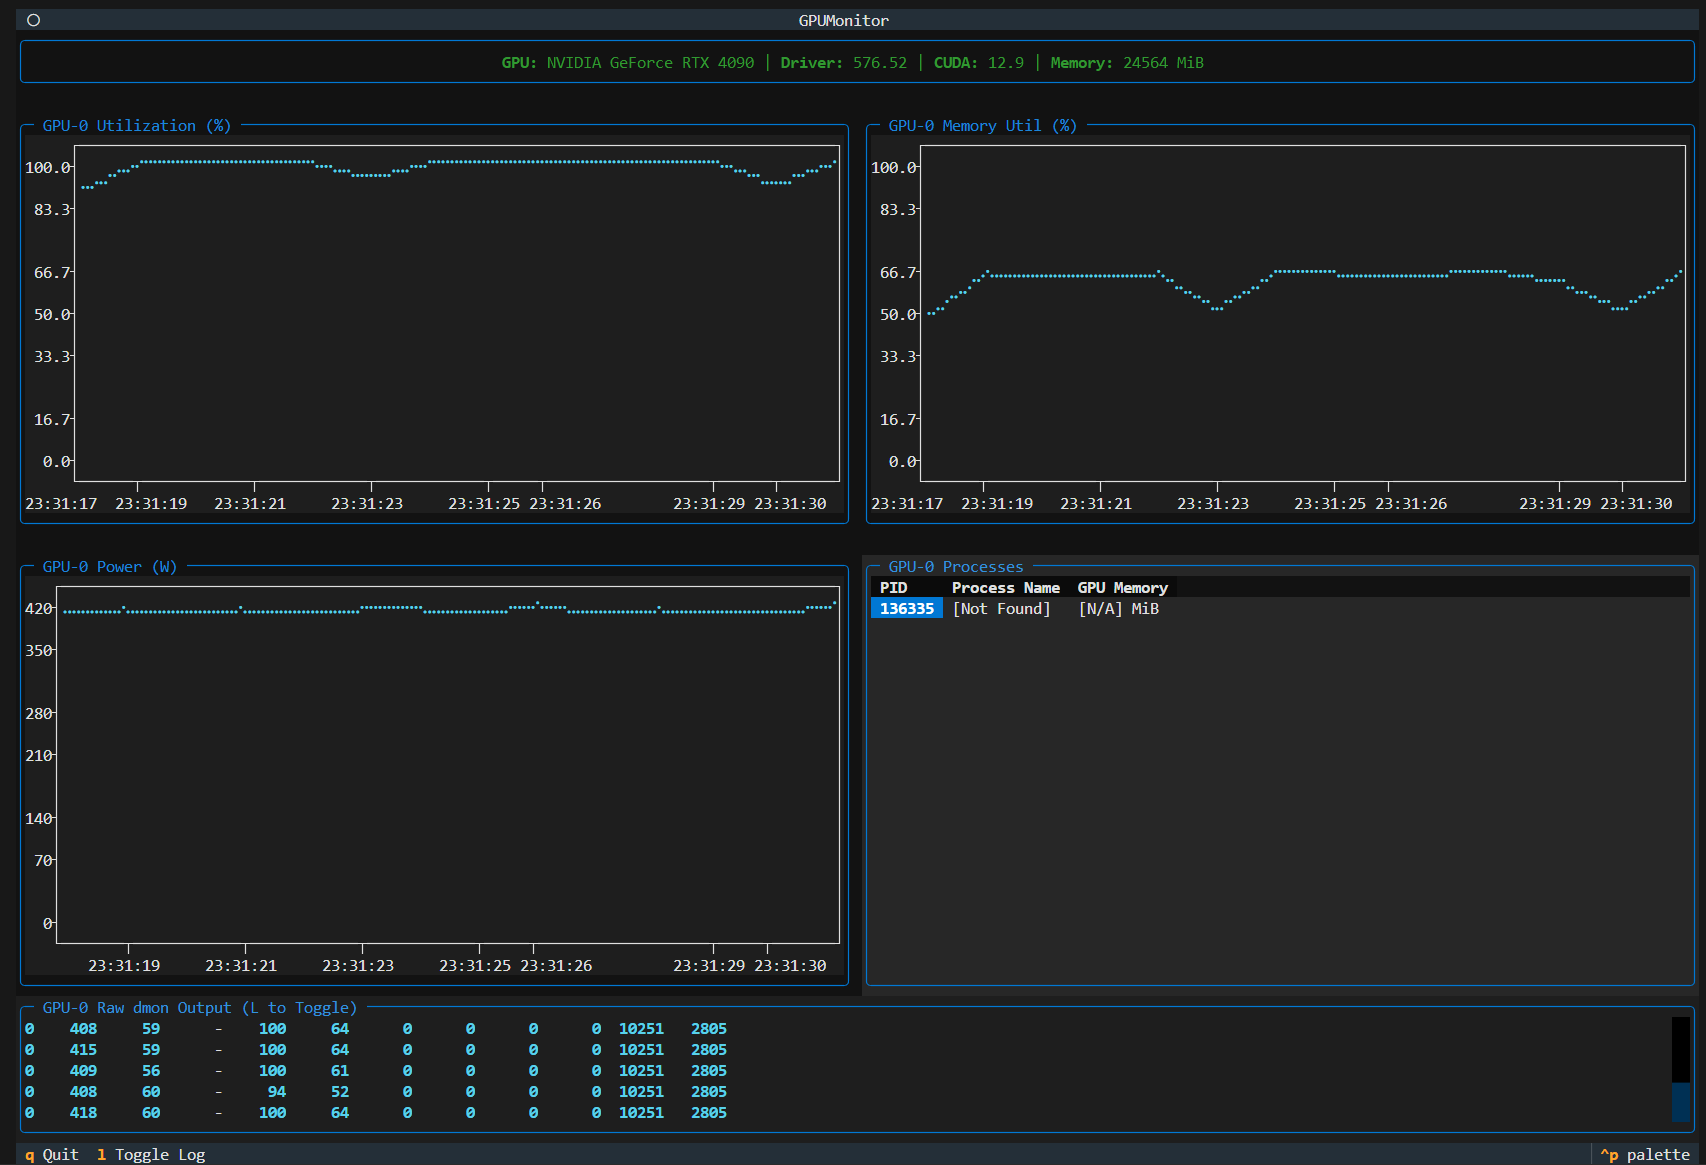 GPUMonitor
GPU: NVIDIA GeForce RTX 4090 | Driver: 576.52 | CUDA: 12.9 | Memory: 24564 MiB
GPU-0 Utilization (%)
100.0
83.3
66.7
50.0
33.3
16.7
0.0
23:31:17 23:31:19 23:31:21 23:31:23 23:31:25 23:31:26 23:31:29 23:31:30
GPU-0 Memory Util (%)
100.0
83.3
66.7
50.0
33.3
16.7
0.0
23:31:17 23:31:19 23:31:21 23:31:23 23:31:25 23:31:26 23:31:29 23:31:30
GPU-0 Power (W)
420
350
280
210
140
70
0
23:31:19 23:31:21 23:31:23 23:31:25 23:31:26 23:31:29 23:31:30
GPU-0 Processes
PID Process Name GPU Memory
136335 [Not Found] [N/A] MiB
GPU-0 Raw dmon Output (L to Toggle)
0 408 59 - 100 64 0 0 0 0 10251 2805
0 415 59 - 100 64 0 0 0 0 10251 2805
0 409 56 - 100 61 0 0 0 0 10251 2805
0 408 60 - 94 52 0 0 0 0 10251 2805
0 418 60 - 100 64 0 0 0 0 10251 2805
q Quit l Toggle Log ^p palette